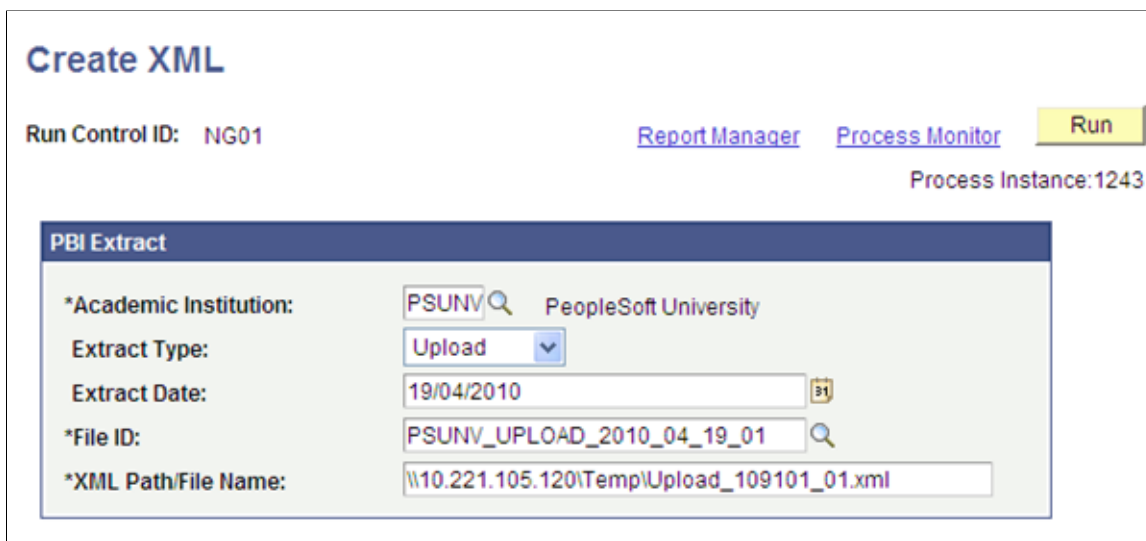 Create XML
Run Control ID: NG01 Report Manager Process Monitor Run
Process Instance:1243
PBI Extract
*Academic Institution: PSUNV PeopleSoft University
Extract Type: Upload
Extract Date: 19/04/2010 31
*File ID: PSUNV_UPLOAD_2010_04_19_01
*XML Path/File Name: \\10.221.105.120\Temp\Upload_109101_01.xml